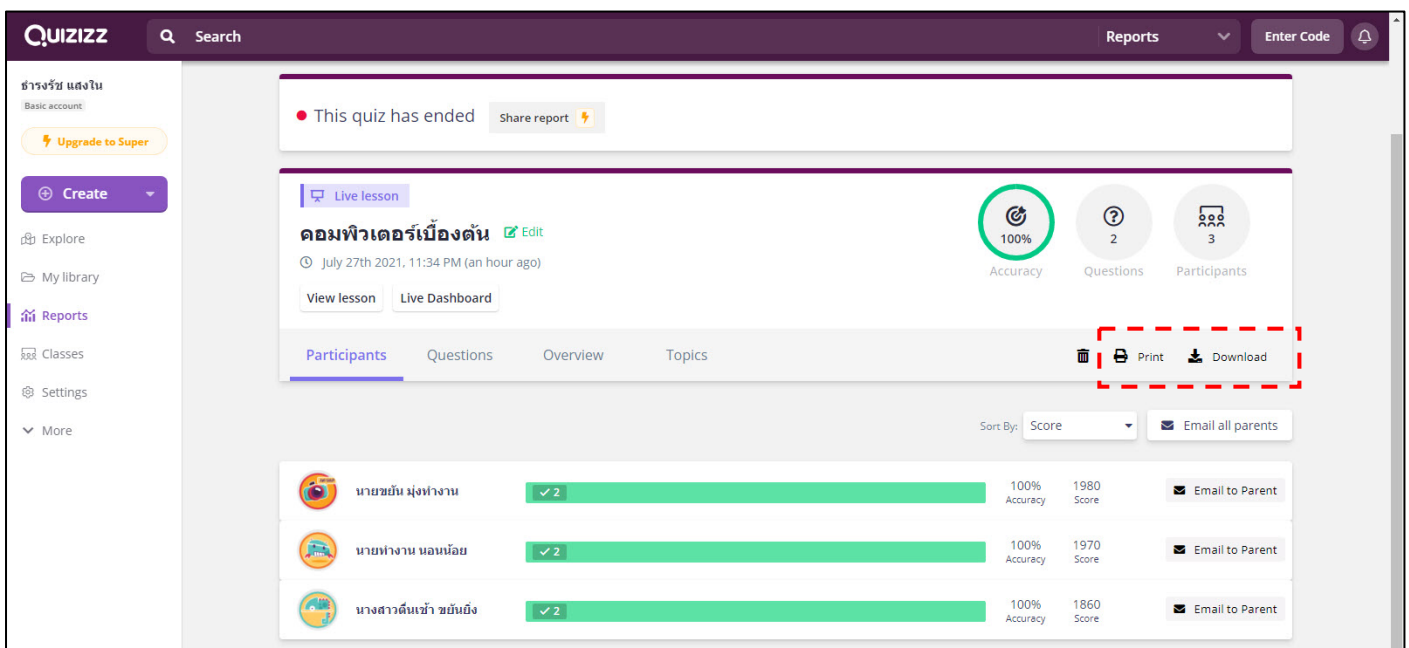 QUIZIZZ
Search
Reports
Enter Code
ธำรงรัช แสงใน
Basic account
Upgrade to Super
Create
Explore
My library
Reports
Classes
Settings
More
This quiz has ended
Share report
Live lesson
คอมพิวเตอร์เบื้องต้น
Edit
July 27th 2021, 11:34 PM (an hour ago)
View lesson
Live Dashboard
100%
Accuracy
2
Questions
3
Participants
Participants
Questions
Overview
Topics
Print
Download
Sort By:
Score
Email all parents
นายขยัน มุ่งทำงาน
2
100%
Accuracy
1980
Score
Email to Parent
นายทำงาน นอนน้อย
2
100%
Accuracy
1970
Score
Email to Parent
นางสาวตื่นเช้า ขยันยิ่ง
2
100%
Accuracy
1860
Score
Email to Parent